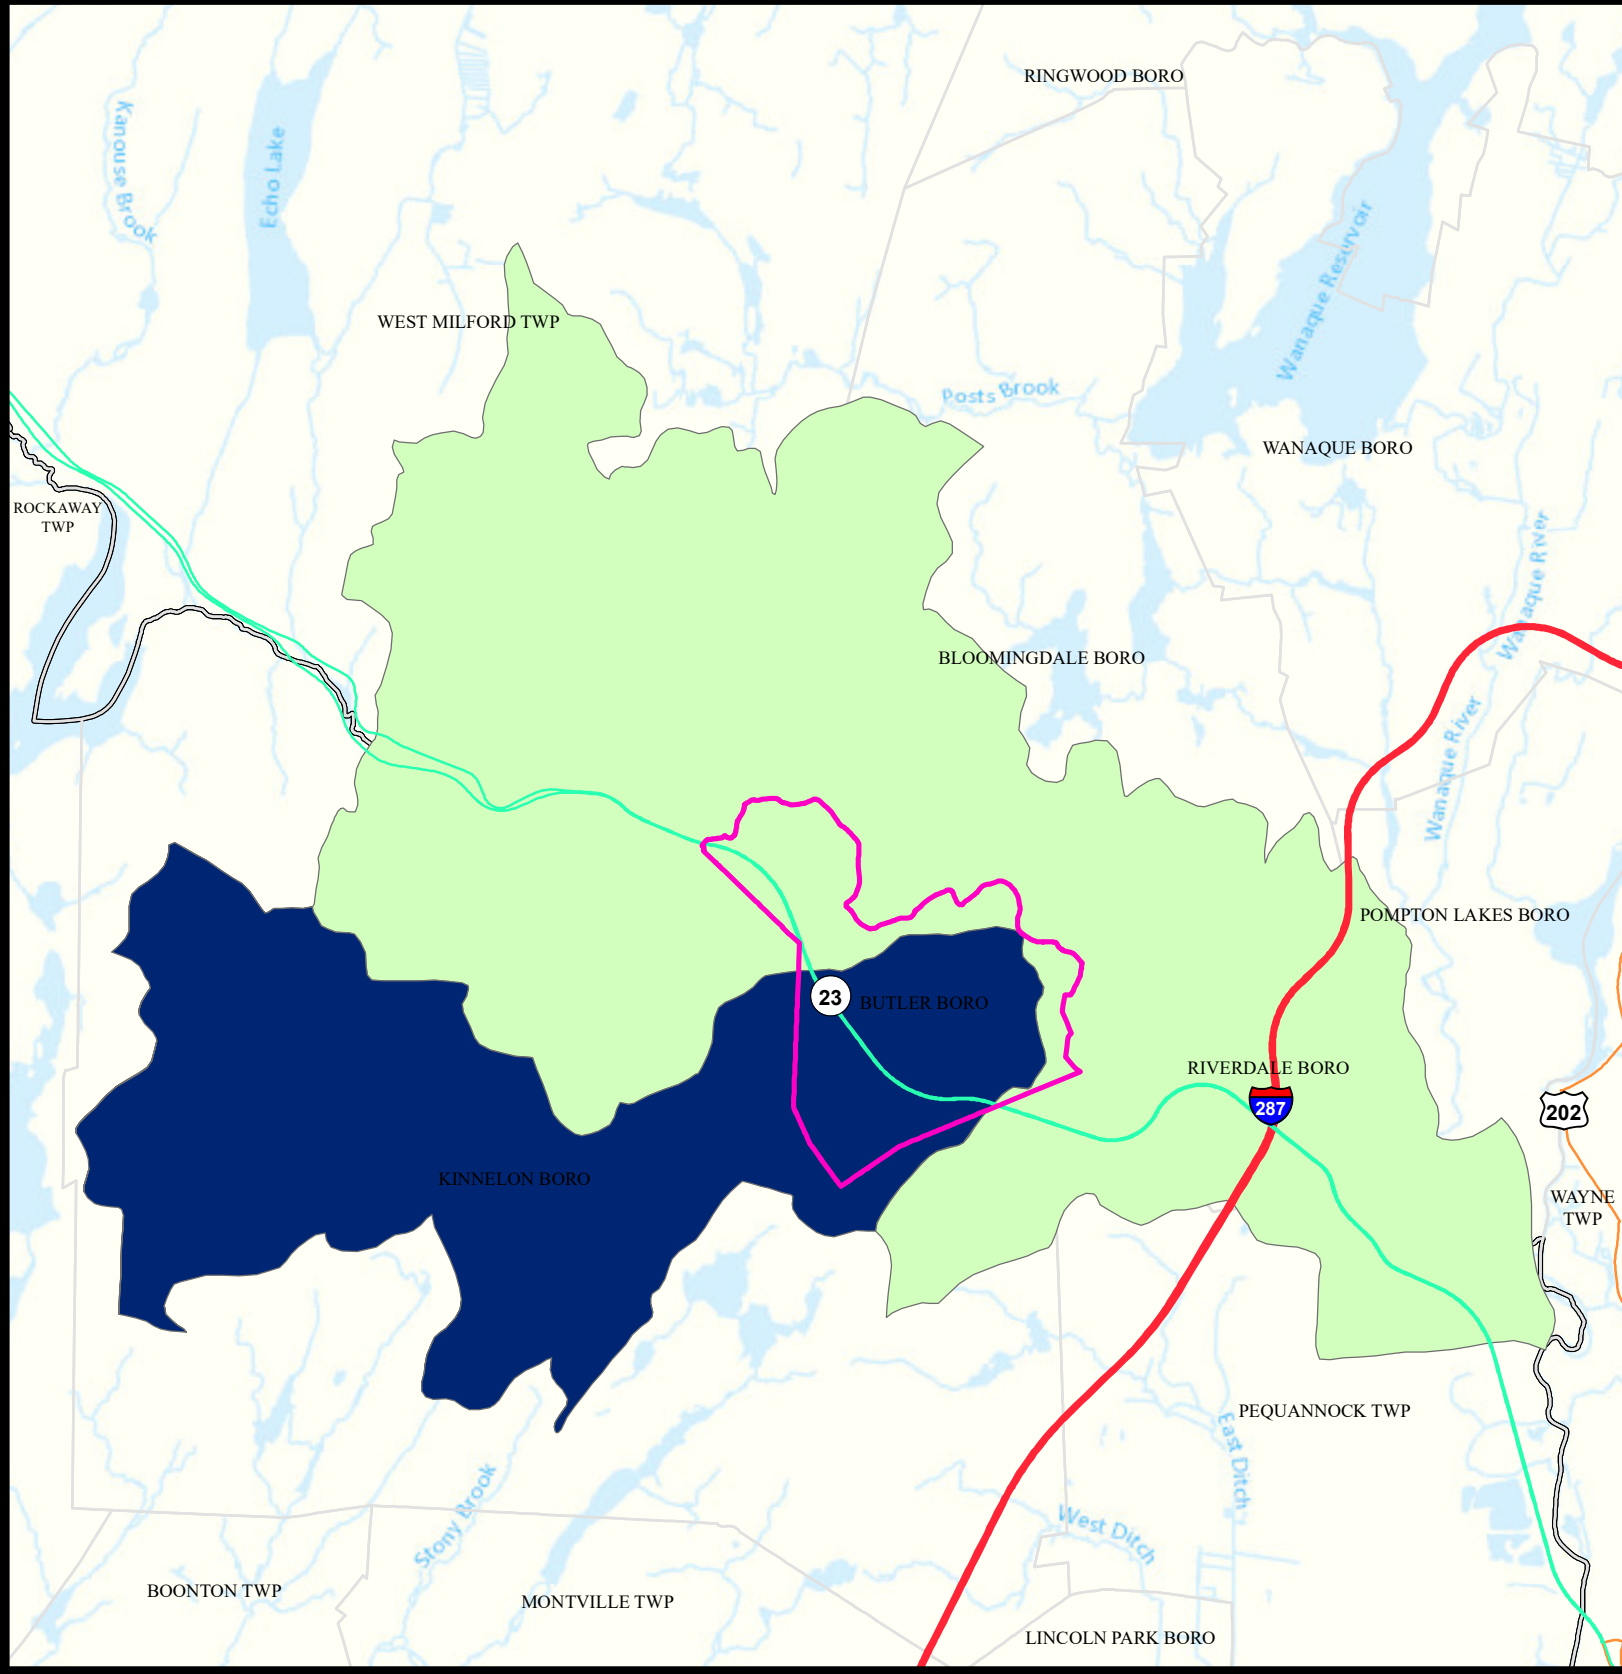 RINGWOOD BORO
Kanouse Brook
Echo Lake
Wanaque Reservoir
WEST MILFORD TWP
Posts Brook
WANAQUE BORO
ROCKAWAY
TWP
Wanaque River
BLOOMINGDALE BORO
Wanaque River
POMPTON LAKES BORO
23
BUTLER BORO
RIVERDALE BORO
287
202
KINNELON BORO
WAYNE
TWP
PEQUANNOCK TWP
East Ditch
Stony Brook
West Ditch
BOONTON TWP
MONTVILLE TWP
LINCOLN PARK BORO